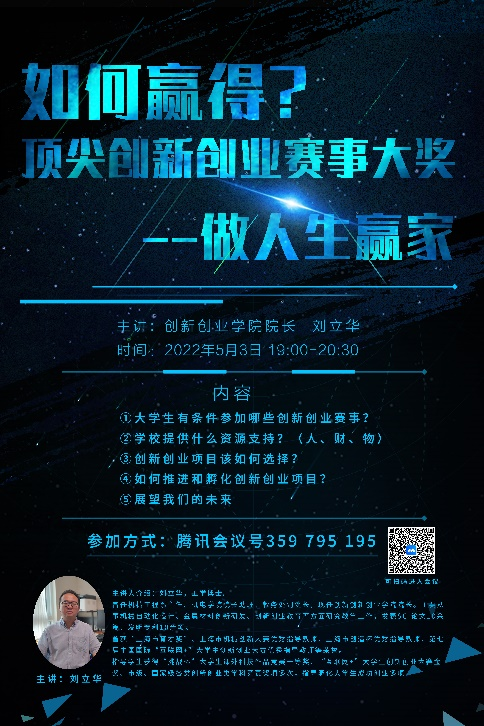 如何赢得?
顶尖创新创业赛事大奖
--做人生赢家
主讲：创新创业学院院长 刘立华
时间：2022年5月3日 19:00-20:30
内容
①大学生有条件参加哪些创新创业赛事?
②学校提供什么资源支持?（人、财、物）
③创新创业项目该如何选择?
④如何推进和孵化创新创业项目?
⑤展望我们的未来
参加方式：腾讯会议号359 795 195
可扫码进入会议
主讲人介绍：刘立华，工学博士。
主讲：刘立华